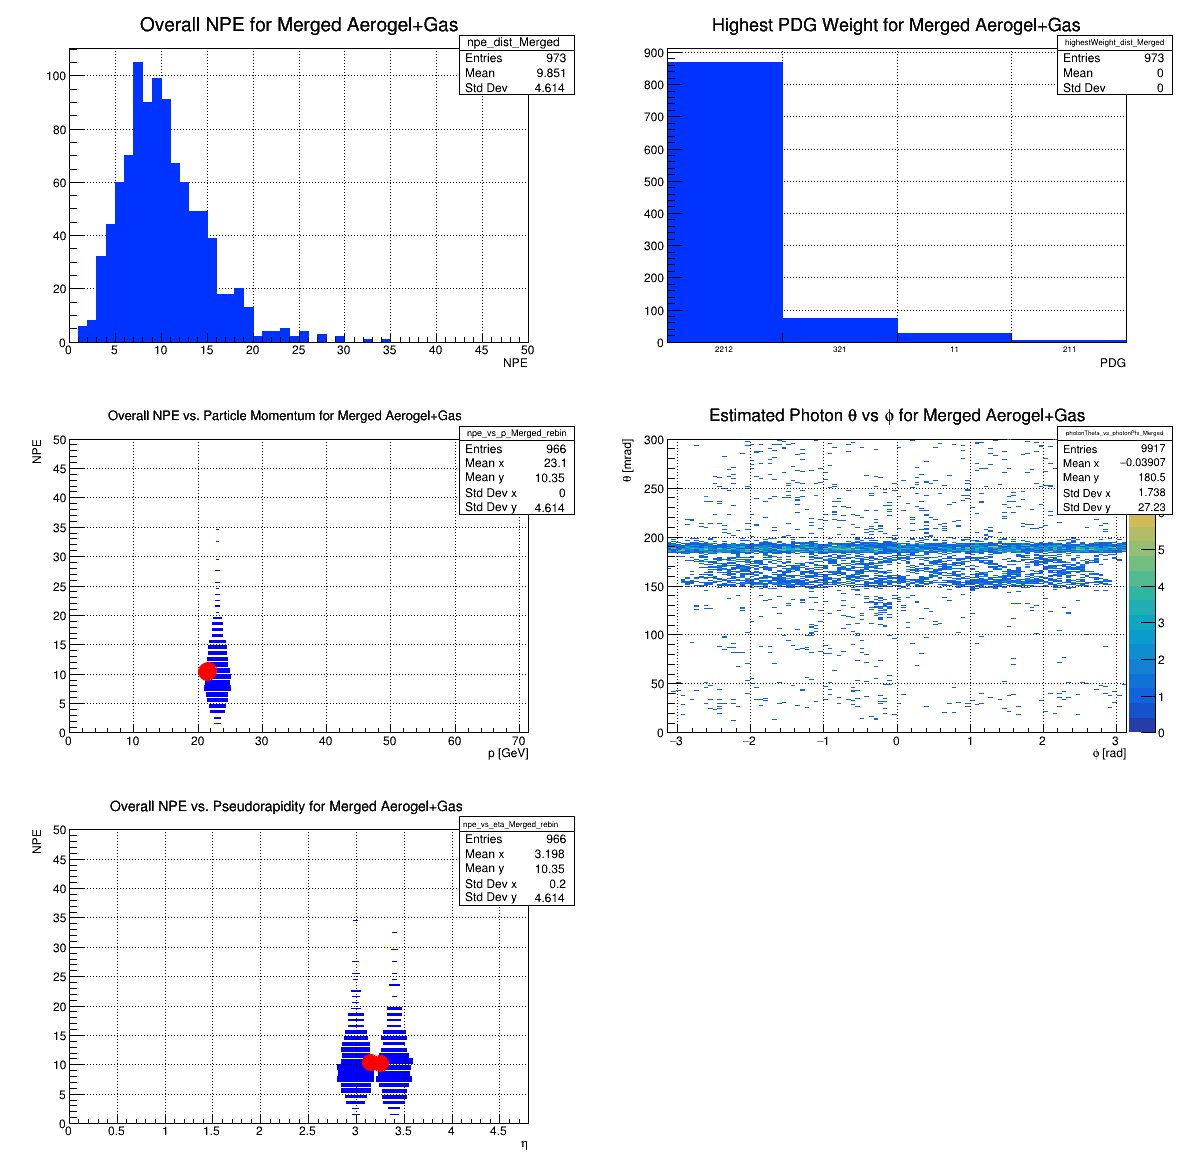 Overall NPE for Merged Aerogel+Gas
npe_dist_Merged
Entries 973
Mean 9.851
Std Dev 4.614
100
80
60
40
20
0
0 5 10 15 20 25 30 35 40 45 50
NPE
Highest PDG Weight for Merged Aerogel+Gas
highestWeight_dist_Merged
Entries 973
Mean 0
Std Dev 0
900
800
700
600
500
400
300
200
100
0
2212 321 11 211
PDG
Overall NPE vs. Particle Momentum for Merged Aerogel+Gas
npe_vs_p_Merged_rebin
Entries 966
Mean x 23.1
Mean y 10.35
Std Dev x 0
Std Dev y 4.614
NPE
50
45
40
35
30
25
20
15
10
5
0
0 10 20 30 40 50 60 70
p [GeV]
Estimated Photon θ vs ϕ for Merged Aerogel+Gas
photonTheta_vs_photonPhi_Merged
Entries 9917
Mean x −0.03907
Mean y 180.5
Std Dev x 1.738
Std Dev y 27.23
θ [mrad]
300
250
200
150
100
50
0
−3 −2 −1 0 1 2 3
ϕ [rad]
5
4
3
2
1
0
Overall NPE vs. Pseudorapidity for Merged Aerogel+Gas
npe_vs_eta_Merged_rebin
Entries 966
Mean x 3.198
Mean y 10.35
Std Dev x 0.2
Std Dev y 4.614
NPE
50
45
40
35
30
25
20
15
10
5
0
0 0.5 1 1.5 2 2.5 3 3.5 4 4.5
η